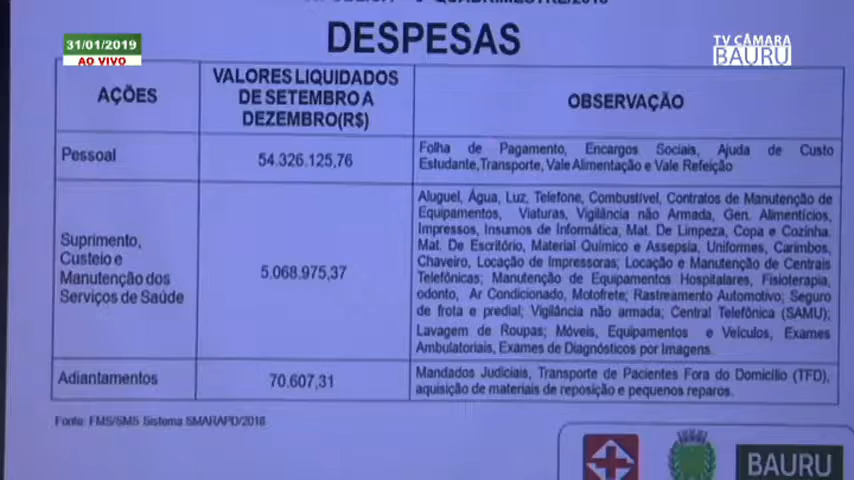 QUADRIMESTRE/2018
31/01/2019
AO VIVO
TV CÂMARA
BAURU
DESPESAS
AÇÕES
VALORES LIQUIDADOS
DE SETEMBRO A
DEZEMBRO(R$)
OBSERVAÇÃO
Pessoal
54.326.125,76
Folha de Pagamento, Encargos Sociais, Ajuda de Custo
Estudante,Transporte, Vale Alimentação e Vale Refeição
Suprimento,
Custeio e
Manutenção dos
Serviços de Saúde
5.068.975,37
Aluguel, Água, Luz, Telefone, Combustível, Contratos de Manutenção de
Equipamentos, Viaturas, Vigilância não Armada, Gen. Alimentícios,
Impressos, Insumos de Informática, Mat. De Limpeza, Copa e Cozinha,
Mat. De Escritório, Material Químico e Assepsia, Uniformes, Carimbos,
Chaveiro, Locação de Impressoras; Locação e Manutenção de Centrais
Telefônicas; Manutenção de Equipamentos Hospitalares, Fisioterapia,
odonto, Ar Condicionado, Motofrete; Rastreamento Automotivo; Seguro
de frota e predial; Vigilância não armada; Central Telefônica (SAMU);
Lavagem de Roupas; Móveis, Equipamentos e Veículos, Exames
Ambulatoriais, Exames de Diagnósticos por Imagens.
Adiantamentos
70.607,31
Mandados Judiciais, Transporte de Pacientes Fora do Domicílio (TFD),
aquisição de materiais de reposição e pequenos reparos.
Fonte: FMS/SMS Sistema SMARAPD/2018
BAURU